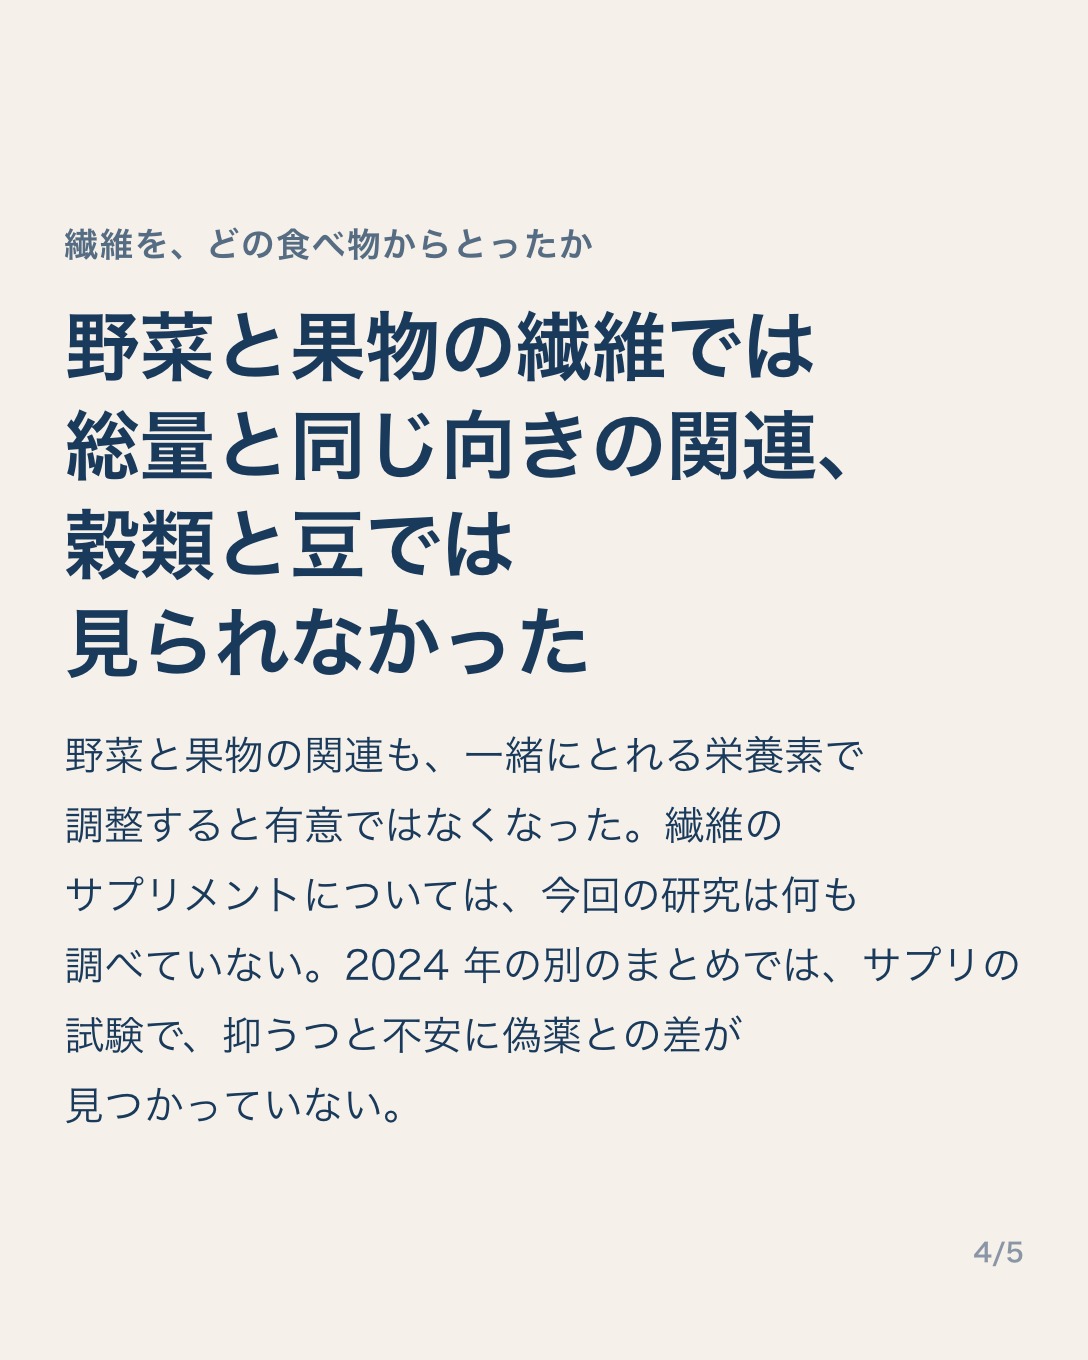 繊維を、どの食べ物からとったか
野菜と果物の繊維では
総量と同じ向きの関連、
穀類と豆では
見られなかった
野菜と果物の関連も、一緒にとれる栄養素で
調整すると有意ではなくなった。繊維の
サプリメントについては、今回の研究は何も
調べていない。2024 年の別のまとめでは、サプリの
試験で、抑うつと不安に偽薬との差が
見つかっていない。
4/5